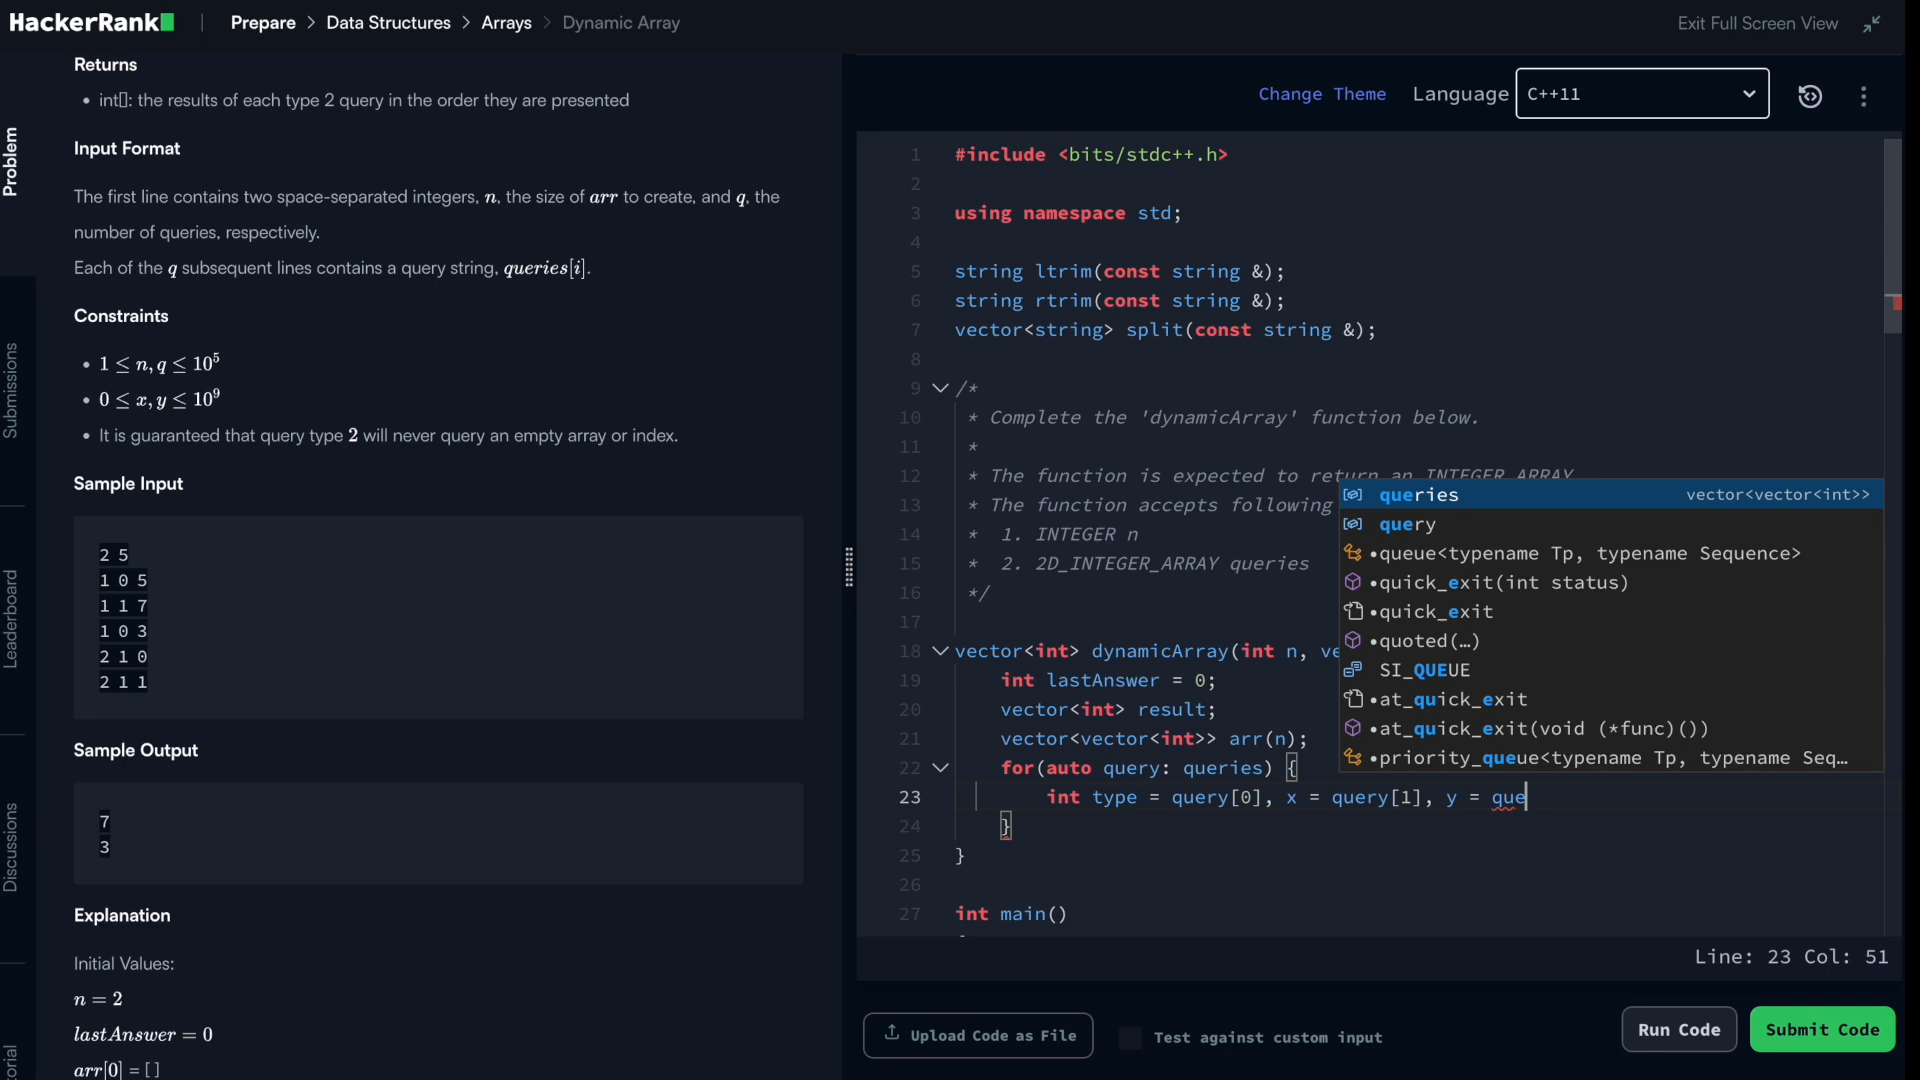 HackerRank | Prepare > Data Structures > Arrays > Dynamic Array
Exit Full Screen View
Problem
Submissions
Leaderboard
Discussions
Returns
• int[]: the results of each type 2 query in the order they are presented
Input Format
The first line contains two space-separated integers, n, the size of arr to create, and q, the
number of queries, respectively.
Each of the q subsequent lines contains a query string, queries[i].
Constraints
• 1 ≤ n, q ≤ 10^5
• 0 ≤ x, y ≤ 10^9
• It is guaranteed that query type 2 will never query an empty array or index.
Sample Input
2 5
1 0 5
1 1 7
1 0 3
2 1 0
2 1 1
Sample Output
7
3
Explanation
Initial Values:
n = 2
lastAnswer = 0
arr[0] = []
Change Theme Language C++11
1 #include <bits/stdc++.h>
2
3 using namespace std;
4
5 string ltrim(const string &);
6 string rtrim(const string &);
7 vector<string> split(const string &);
8
9 /*
10 * Complete the 'dynamicArray' function below.
11 *
12 * The function is expected to return an INTEGER_ARRAY
13 * The function accepts following
14 * 1. INTEGER n
15 * 2. 2D_INTEGER_ARRAY queries
16 */
17
18 vector<int> dynamicArray(int n, ve
19 int lastAnswer = 0;
20 vector<int> result;
21 vector<vector<int>> arr(n);
22 for(auto query: queries) {
23 int type = query[0], x = query[1], y = que
24 }
25 }
26
27 int main()
queries vector<vector<int>>
query
•queue<typename Tp, typename Sequence>
•quick_exit(int status)
•quick_exit
•quoted(…)
SI_QUEUE
•at_quick_exit
•at_quick_exit(void (*func)())
•priority_queue<typename Tp, typename Seq…
Line: 23 Col: 51
Upload Code as File
Test against custom input
Run Code
Submit Code